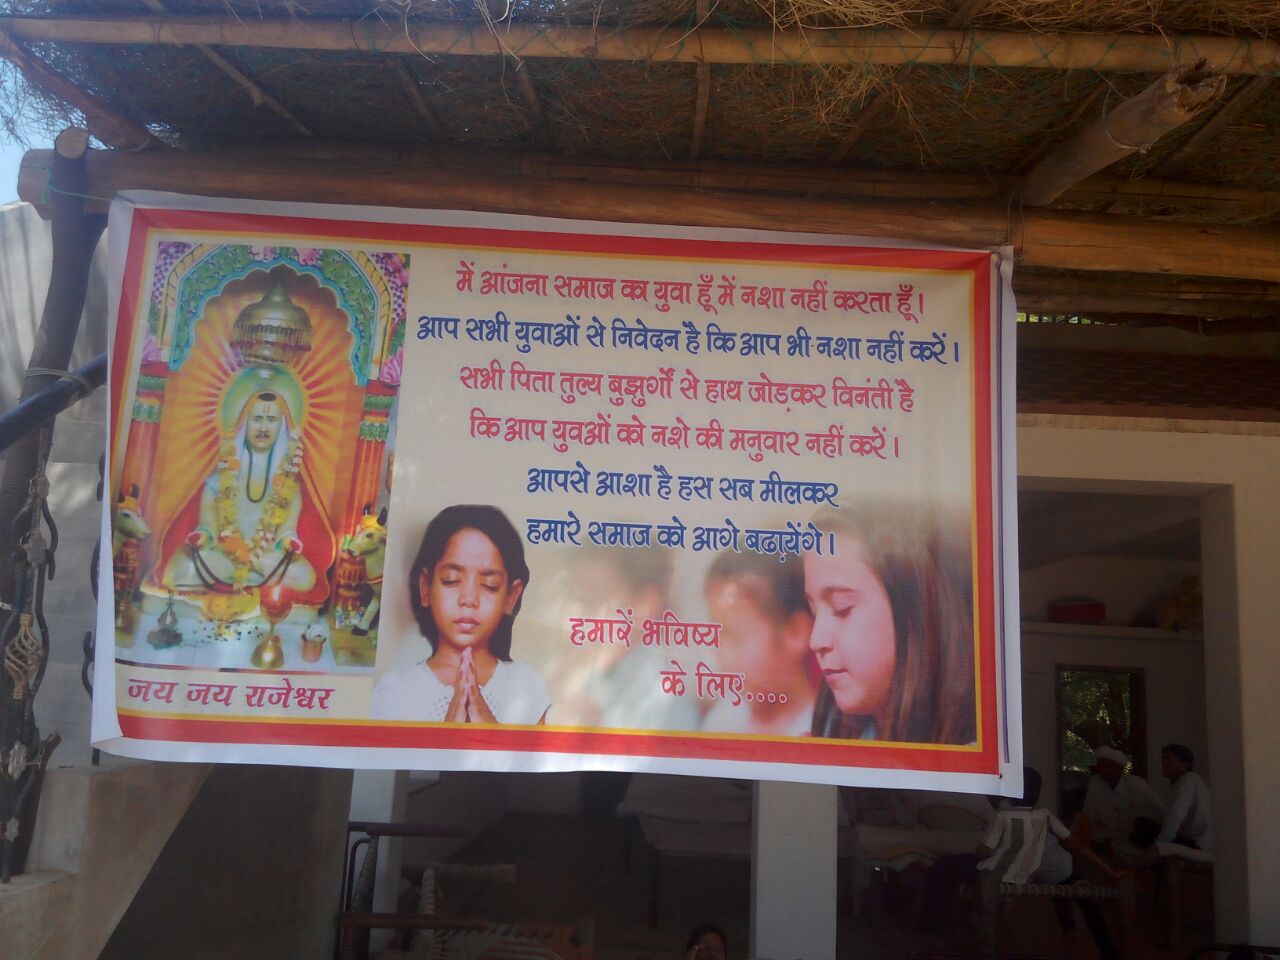 में आंजना समाज का युवा हूँ में नशा नहीं करता हूँ।
आप सभी युवाओं से निवेदन है कि आप भी नशा नहीं करें।
सभी पिता तुल्य बुझुर्गों से हाथ जोड़कर विनंती है
कि आप युवओं को नशे की मनुवार नहीं करें।
आपसे आशा है हस सब मीलकर
हमारे समाज को आगे बढा़येंगे।
हमारें भविष्य
के लिए....
जय जय राजेश्वर